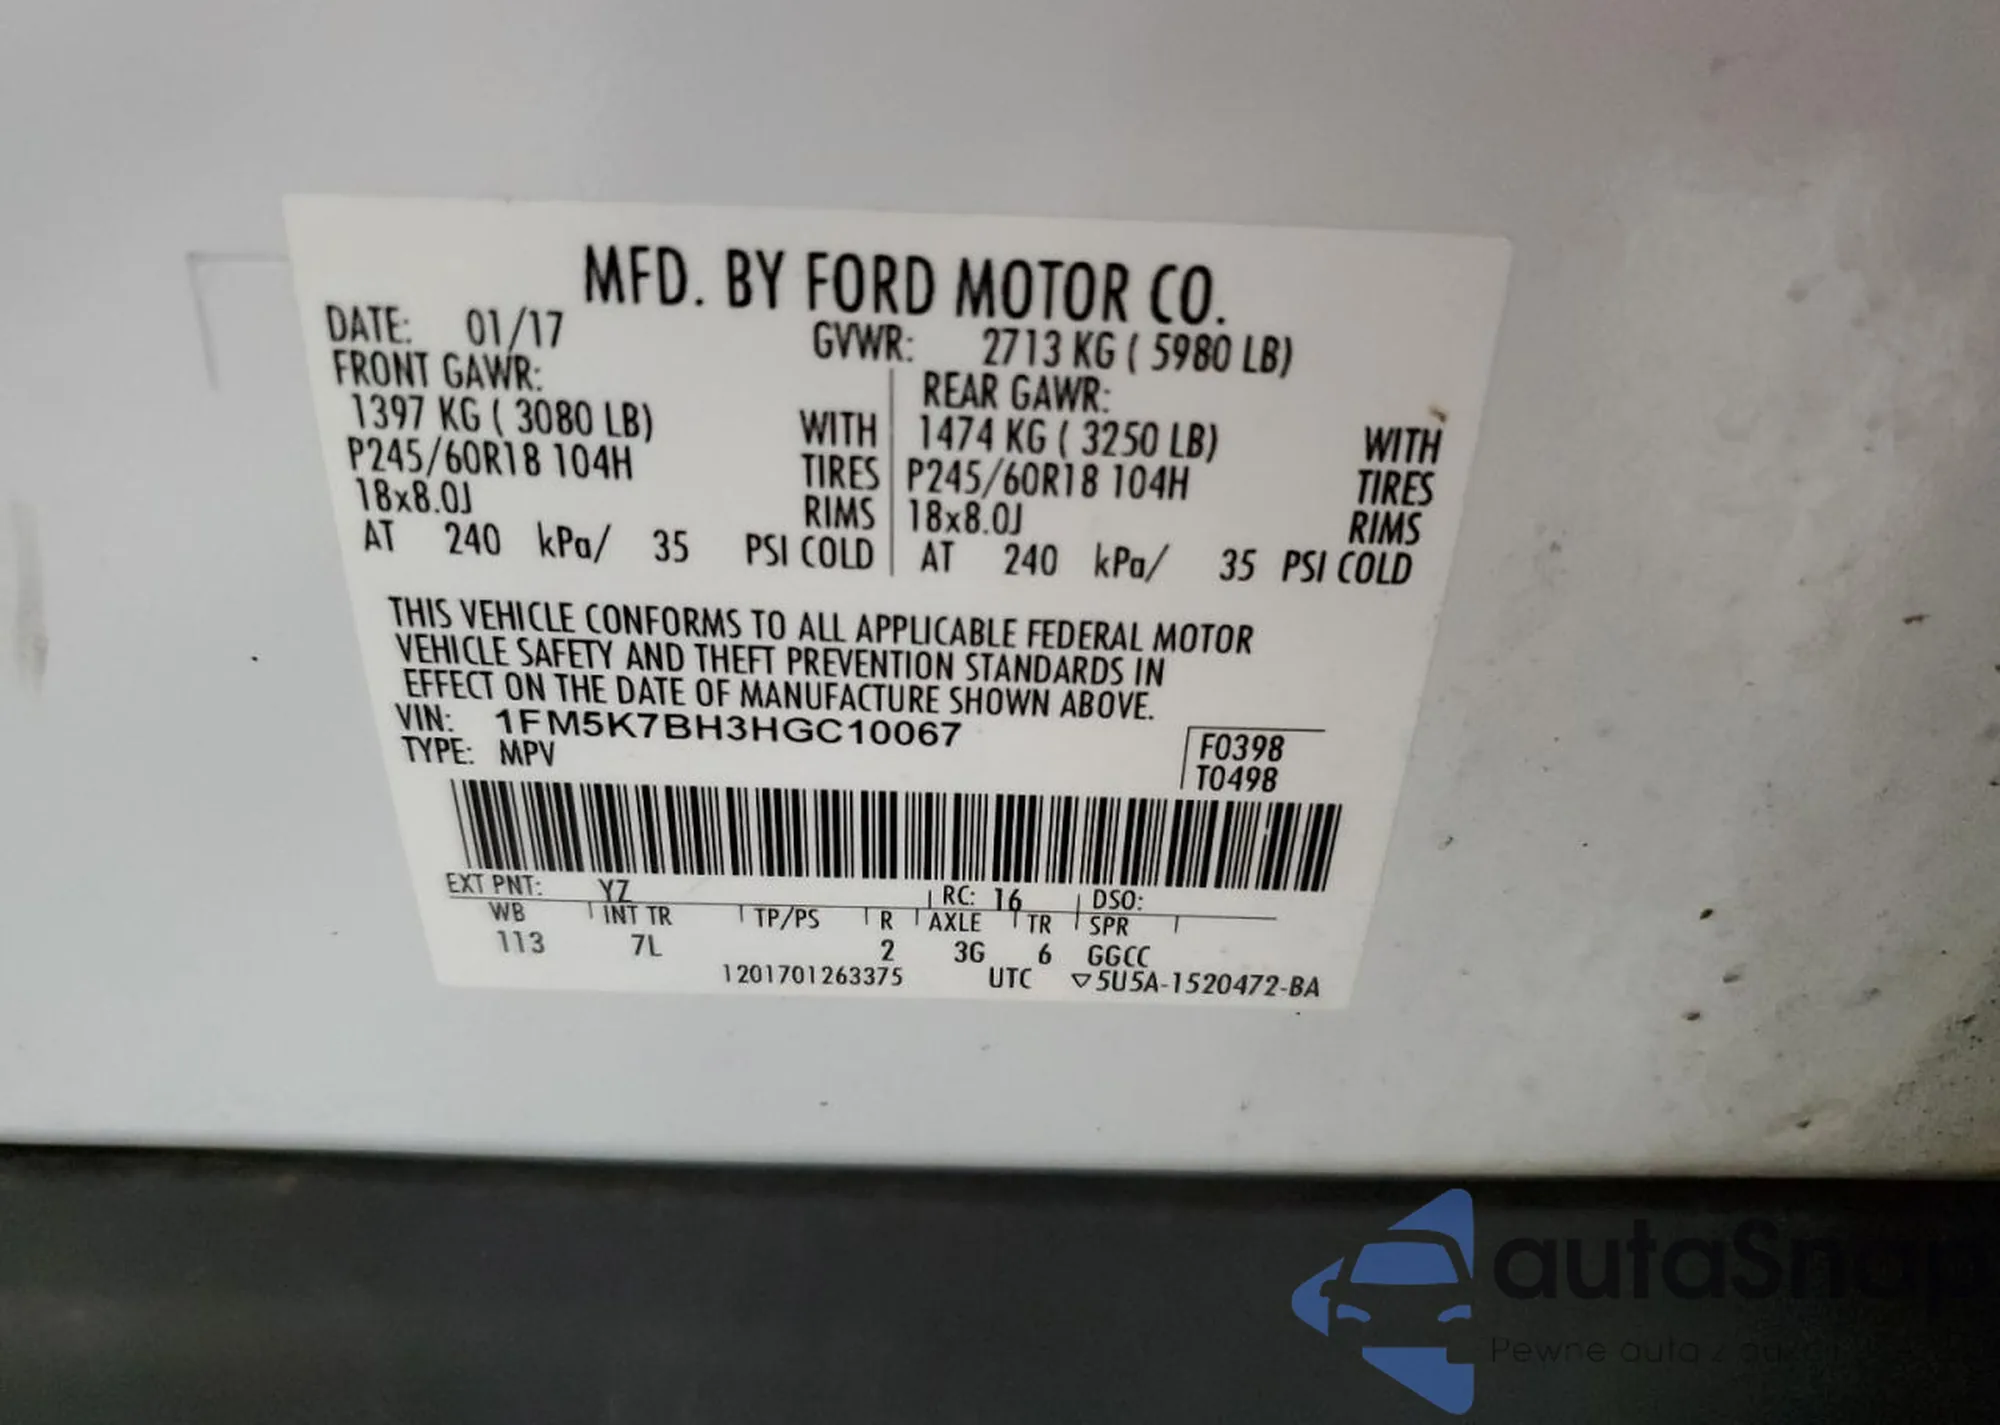 MFD. BY FORD MOTOR CO.
DATE: 01/17 GVWR: 2713 KG ( 5980 LB)
FRONT GAWR: REAR GAWR:
1397 KG ( 3080 LB) WITH 1474 KG ( 3250 LB) WITH
P245/60R18 104H TIRES P245/60R18 104H TIRES
18x8.0J RIMS 18x8.0J RIMS
AT 240 kPa/ 35 PSI COLD AT 240 kPa/ 35 PSI COLD
THIS VEHICLE CONFORMS TO ALL APPLICABLE FEDERAL MOTOR
VEHICLE SAFETY AND THEFT PREVENTION STANDARDS IN
EFFECT ON THE DATE OF MANUFACTURE SHOWN ABOVE.
VIN: 1FM5K7BH3HGC10067
TYPE: MPV
F0398
T0498
EXT PNT: YZ RC: 16 DSO:
WB INT TR TP/PS R AXLE TR SPR
113 7L 2 3G 6 GGCC
1201701263375 UTC ▽5U5A-1520472-BA
autaSnap
Pewne auta z